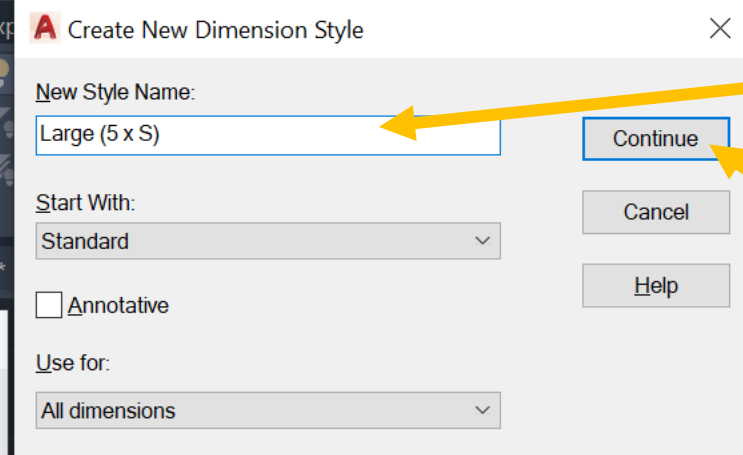 Create New Dimension Style
New Style Name:
Large (5 x S)
Continue
Start With:
Cancel
Standard
Help
Annotative
Use for:
All dimensions